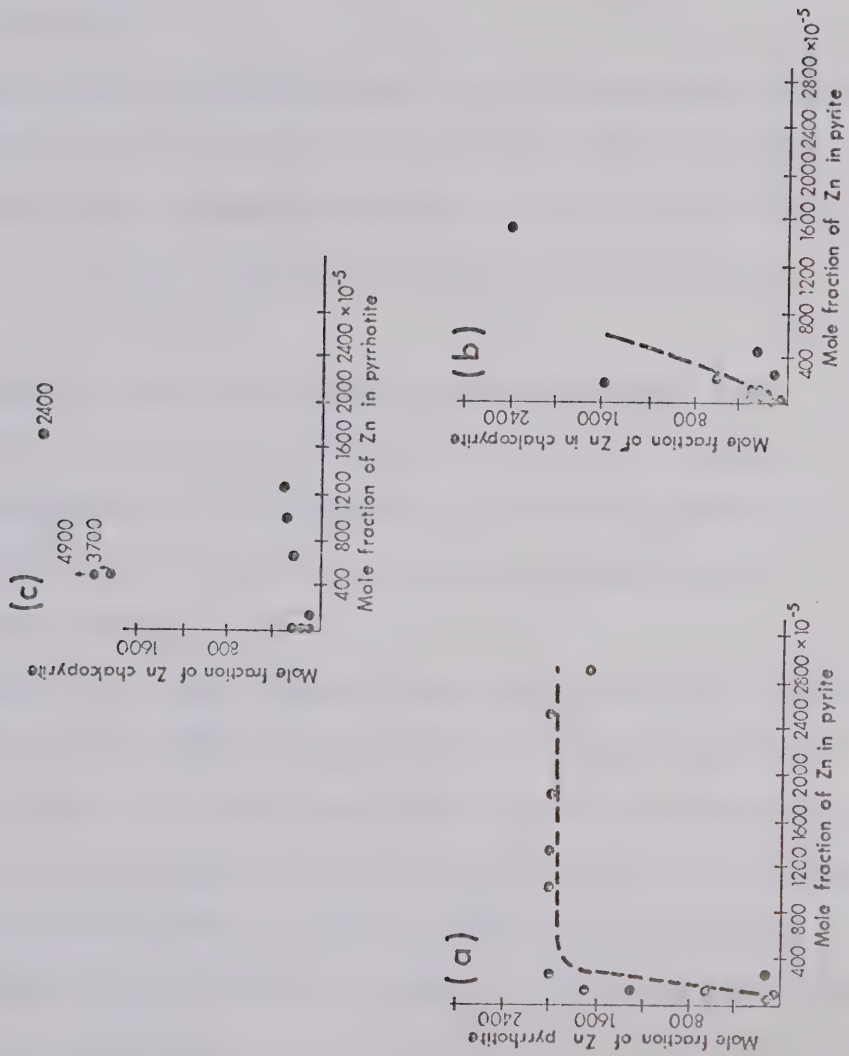 (a)
Mole fraction of Zn pyrrhotite
2400
1600
800
400 800 1200 1600 2000 2400 2800 ×10⁻⁵
Mole fraction of Zn in pyrite
(c)
4900
3700
2400
Mole fraction of Zn chalcopyrite
1600
800
400 800 1200 1600 2000 2400 ×10⁻⁵
Mole fraction of Zn in pyrrhotite
(b)
Mole fraction of Zn in chalcopyrite
2400
1600
800
400 800 1200 1600 2000 2400 2800 ×10⁻⁵
Mole fraction of Zn in pyrite